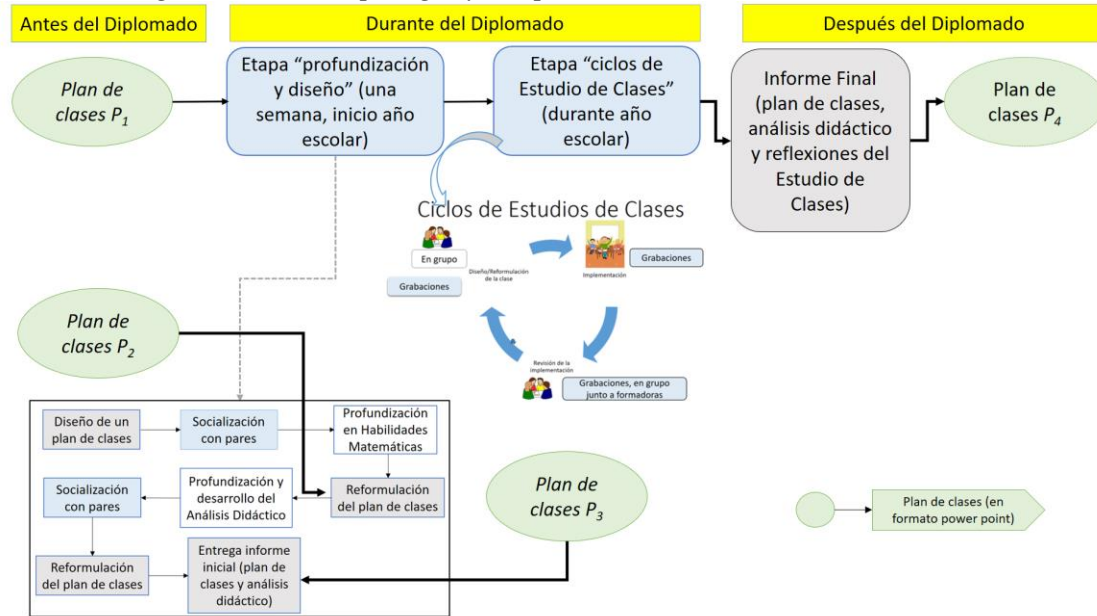 Antes del Diplomado
Durante del Diplomado
Después del Diplomado
Plan de
clases P1
Etapa “profundización
y diseño” (una
semana, inicio año
escolar)
Etapa “ciclos de
Estudio de Clases”
(durante año
escolar)
Informe Final
(plan de clases,
análisis didáctico
y reflexiones del
Estudio de
Clases)
Plan de
clases P4
Ciclos de Estudios de Clases
En grupo
Grabaciones
Diseño/Reformulación
de la clase
Implementación
Grabaciones
Revisión de la
implementación
Grabaciones, en grupo
junto a formadoras
Plan de
clases P2
Diseño de un
plan de clases
Socialización
con pares
Profundización
en Habilidades
Matemáticas
Socialización
con pares
Profundización y
desarrollo del
Análisis Didáctico
Reformulación
del plan de clases
Reformulación
del plan de clases
Entrega informe
inicial (plan de
clases y análisis
didáctico)
Plan de
clases P3
Plan de clases (en
formato power point)